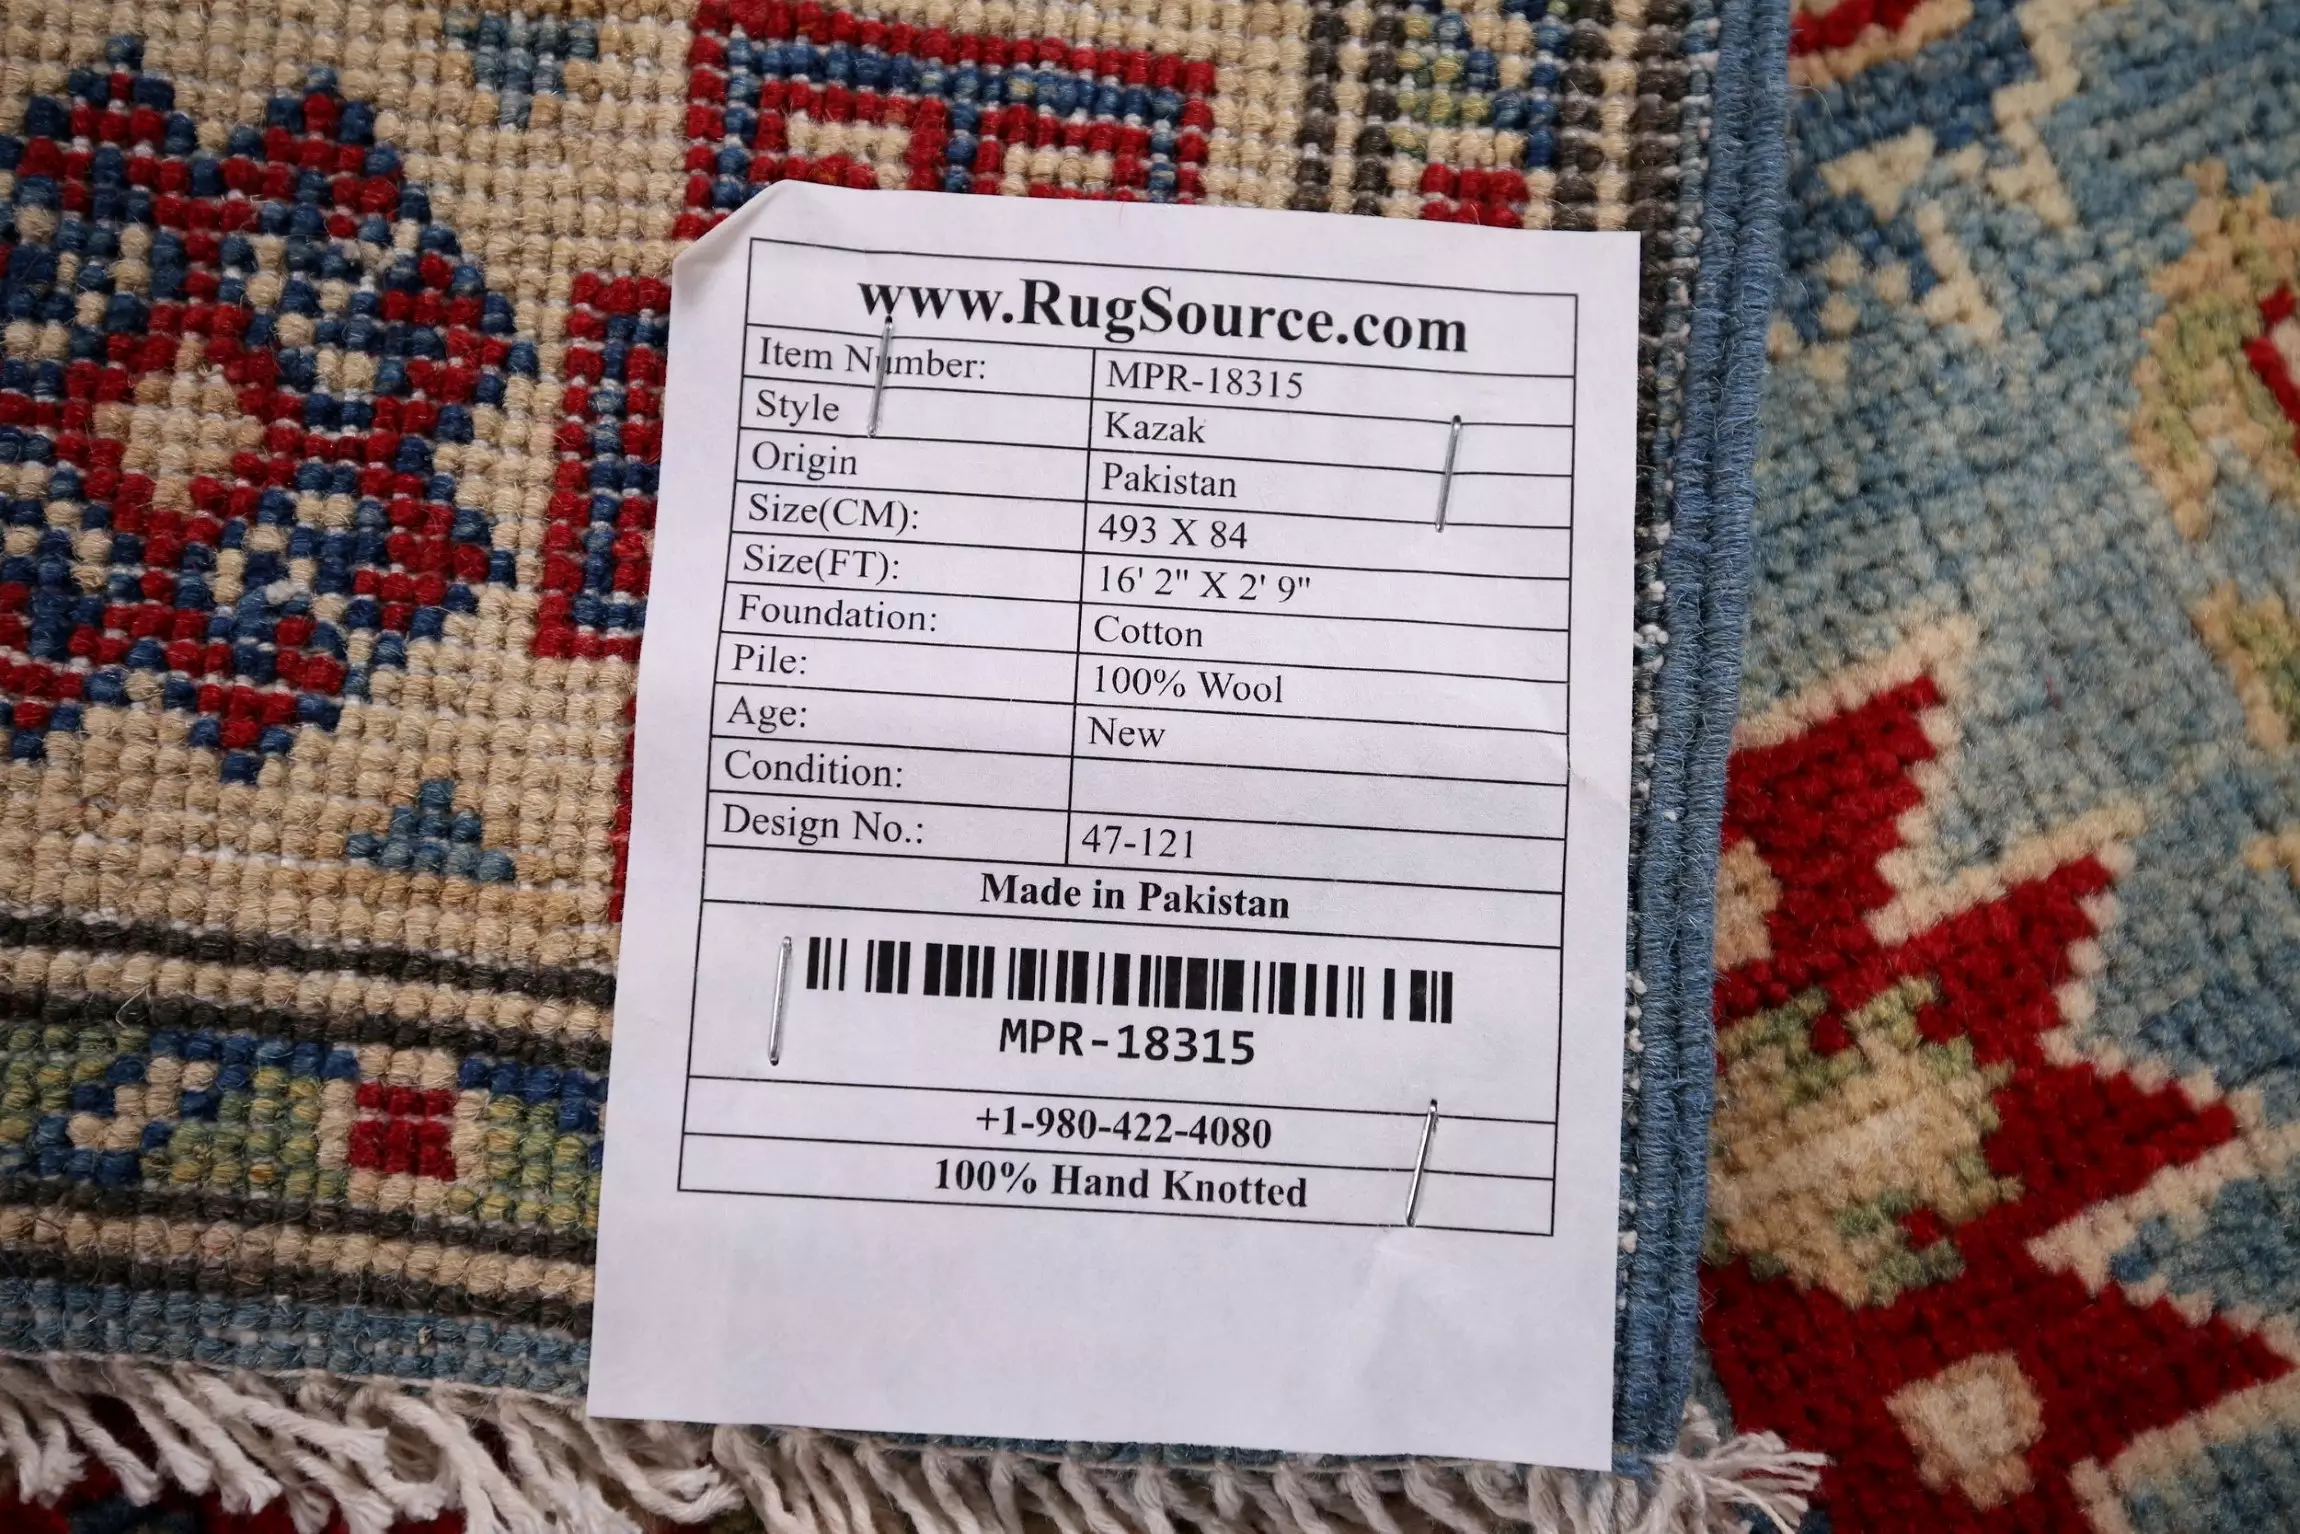 www.RugSource.com
Item Number: MPR-18315
Style Kazak
Origin Pakistan
Size(CM): 493 X 84
Size(FT): 16' 2" X 2' 9"
Foundation: Cotton
Pile: 100% Wool
Age: New
Condition:
Design No.: 47-121
Made in Pakistan
MPR-18315
+1-980-422-4080
100% Hand Knotted